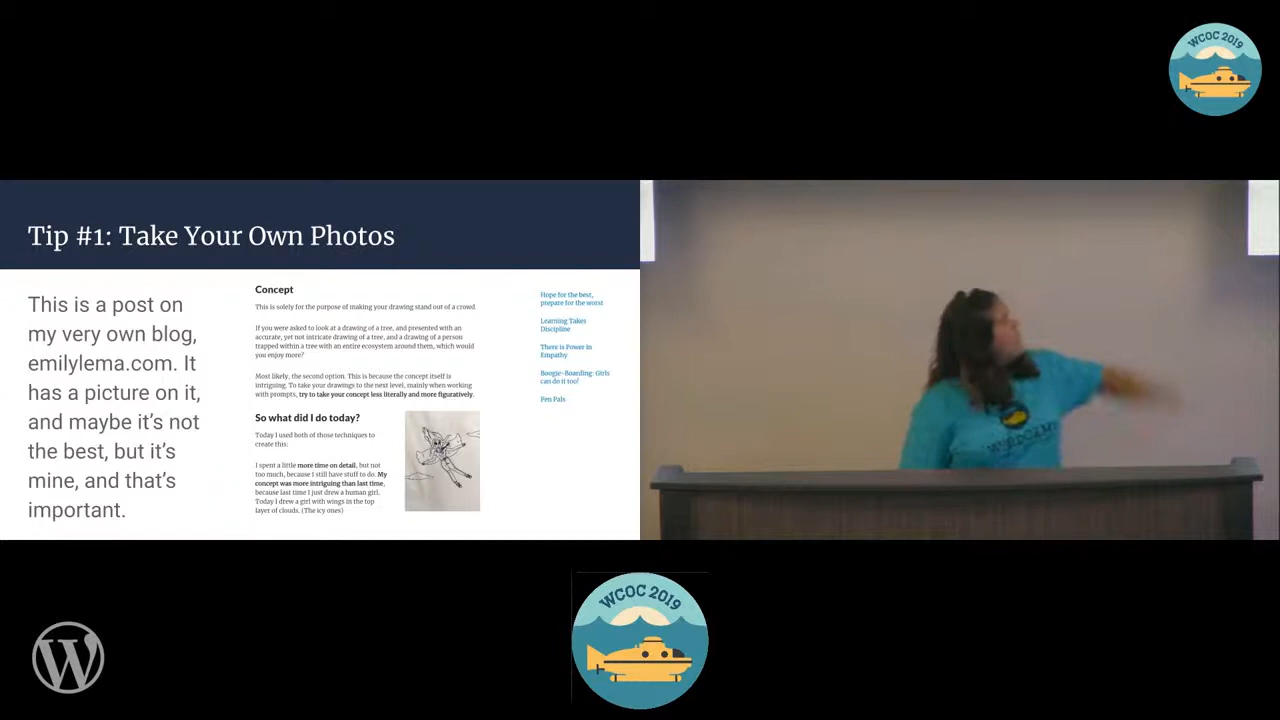 WCOC 2019
Tip #1: Take Your Own Photos
This is a post on
my very own blog,
emilylema.com. It
has a picture on it,
and maybe it's not
the best, but it's
mine, and that's
important.
Concept
This is solely for the purpose of making your drawing stand out of a crowd.
If you were asked to look at a drawing of a tree, and presented with an
accurate, yet not intricate drawing of a tree, and a drawing of a person
trapped within a tree with an entire ecosystem around them, which would
you enjoy more?
Most likely, the second option. This is because the concept itself is
intriguing. To take your drawings to the next level, mainly when working
with prompts, try to take your concept less literally and more figuratively.
So what did I do today?
Today I used both of those techniques to
create this:
I spent a little more time on detail, but not
too much, because I still have stuff to do. My
concept was more intriguing than last time,
because last time I just drew a human girl.
Today I drew a girl with wings in the top
layer of clouds. (The icy ones)
Hope for the best,
prepare for the worst
Learning Takes
Discipline
There is Power in
Empathy
Boogie-Boarding: Girls
can do it too!
Pen Pals
WORDCAMP
W
WCOC 2019